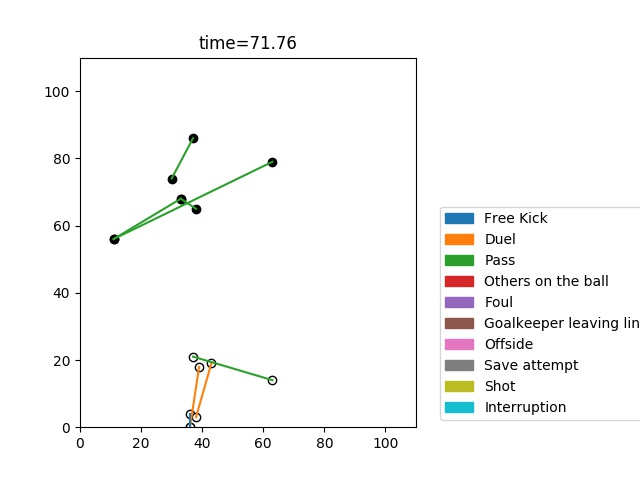 time=71.76
100
80
60
40
20
0
0 20 40 60 80 100
Free Kick
Duel
Pass
Others on the ball
Foul
Goalkeeper leaving lin
Offside
Save attempt
Shot
Interruption